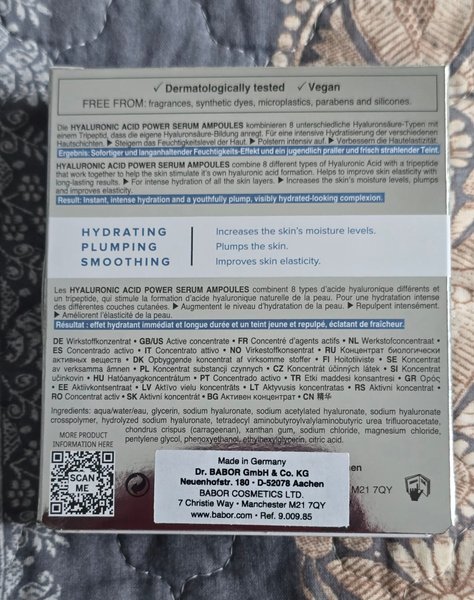 ✓ Dermatologically tested ✓ Vegan
FREE FROM: fragrances, synthetic dyes, microplastics, parabens and silicones.
Die HYALURONIC ACID POWER SERUM AMPOULES kombinieren 8 unterschiedliche Hyaluronsäure-Typen mit
einem Tripeptid, dass die eigene Hyaluronsäure-Bildung anregt. Für eine intensive Hydratisierung der verschiedenen
Hautschichten. ▶ Steigern das Feuchtigkeitslevel der Haut. ▶ Polstern intensiv auf. ▶ Verbessern die Hautelastizität.
Ergebnis: Sofortiger und langanhaltender Feuchtigkeits-Effekt und ein jugendlich praller und frisch strahlender Teint.
HYALURONIC ACID POWER SERUM AMPOULES combine 8 different types of Hyaluronic Acid with a tripeptide
that work together to help the skin stimulate it's own hyaluronic acid formation. Helps to improve skin elasticity with
long-lasting results. ▶ For intense hydration of all the skin layers. ▶ Increases the skin's moisture levels, plumps
and improves elasticity.
Result: Instant, intense hydration and a youthfully plump, visibly hydrated-looking complexion.
HYDRATING Increases the skin's moisture levels.
PLUMPING Plumps the skin.
SMOOTHING Improves skin elasticity.
Les HYALURONIC ACID POWER SERUM AMPOULES combinent 8 types d'acide hyaluronique différents et
un tripeptide, qui stimule la formation d'acide hyaluronique naturelle de la peau. Pour une hydratation intense
des différentes couches cutanées. ▶ Augmentent le niveau d'hydratation de la peau. ▶ Repulpent intensément.
▶ Améliorent l'élasticité de la peau.
Résultat : effet hydratant immédiat et longue durée et un teint jeune et repulpé, éclatant de fraîcheur.
DE Wirkstoffkonzentrat • GB/US Active concentrate • FR Concentré d'agents actifs • NL Werkstofconcentraat •
ES Concentrado activo • IT Concentrato attivo • NO Virkestoffkonsentrat • RU Концентрат биологически
активных веществ • DK Opbyggende koncentrat af virksomme stoffer • FI Hoitotiiviste • SE Koncentrat
av verksamma ämnen • PL Koncentrat substancji czynnych • CZ Koncentrát účinných látek • SI Koncentrat
učinkovin • HU Hatóanyagkoncentrátum • PT Concentrado activo • TR Etki maddesi konsantresi • GR Ορός
• EE Aktiivkontsentraat • LV Aktīvo vielu koncentrāts • LT Aktyvusis concentratas • RS Aktivni koncentrat •
RO Concentrat activ • SK Aktívní koncentrát • BG Активен концентрат • CN 精华
Ingredients: aqua/water/eau, glycerin, sodium hyaluronate, sodium acetylated hyaluronate, sodium hyaluronate
crosspolymer, hydrolyzed sodium hyaluronate, tetradecyl aminobutyroylvalylaminobutyric urea trifluoroacetate,
chondrus crispus (carrageenan), xanthan gum, sodium chloride, magnesium chloride,
pentylene glycol, phenoxyethanol, ethylhexylglycerin, citric acid.
MORE PRODUCT
INFORMATION HERE
SCAN
ME
Made in Germany
Dr. BABOR GmbH & Co. KG
Neuenhofstr. 180 • D-52078 Aachen
BABOR COSMETICS LTD.
7 Christie Way • Manchester M21 7QY
www.babor.com • Ref. 9.009.85
M21 7QY